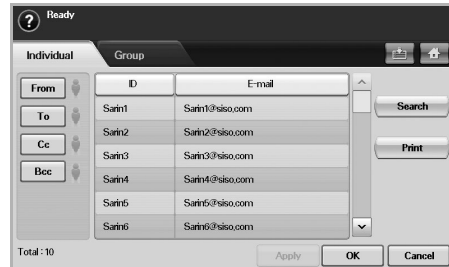 Ready
Individual Group
From
To
Cc
Bcc
ID E-mail
Sarin1 Sarin1@siso,com
Sarin2 Sarin2@siso,com
Sarin3 Sarin3@siso,com
Sarin4 Sarin4@siso,com
Sarin5 Sarin5@siso,com
Sarin6 Sarin6@siso,com
Search
Print
Total : 10
Apply OK Cancel